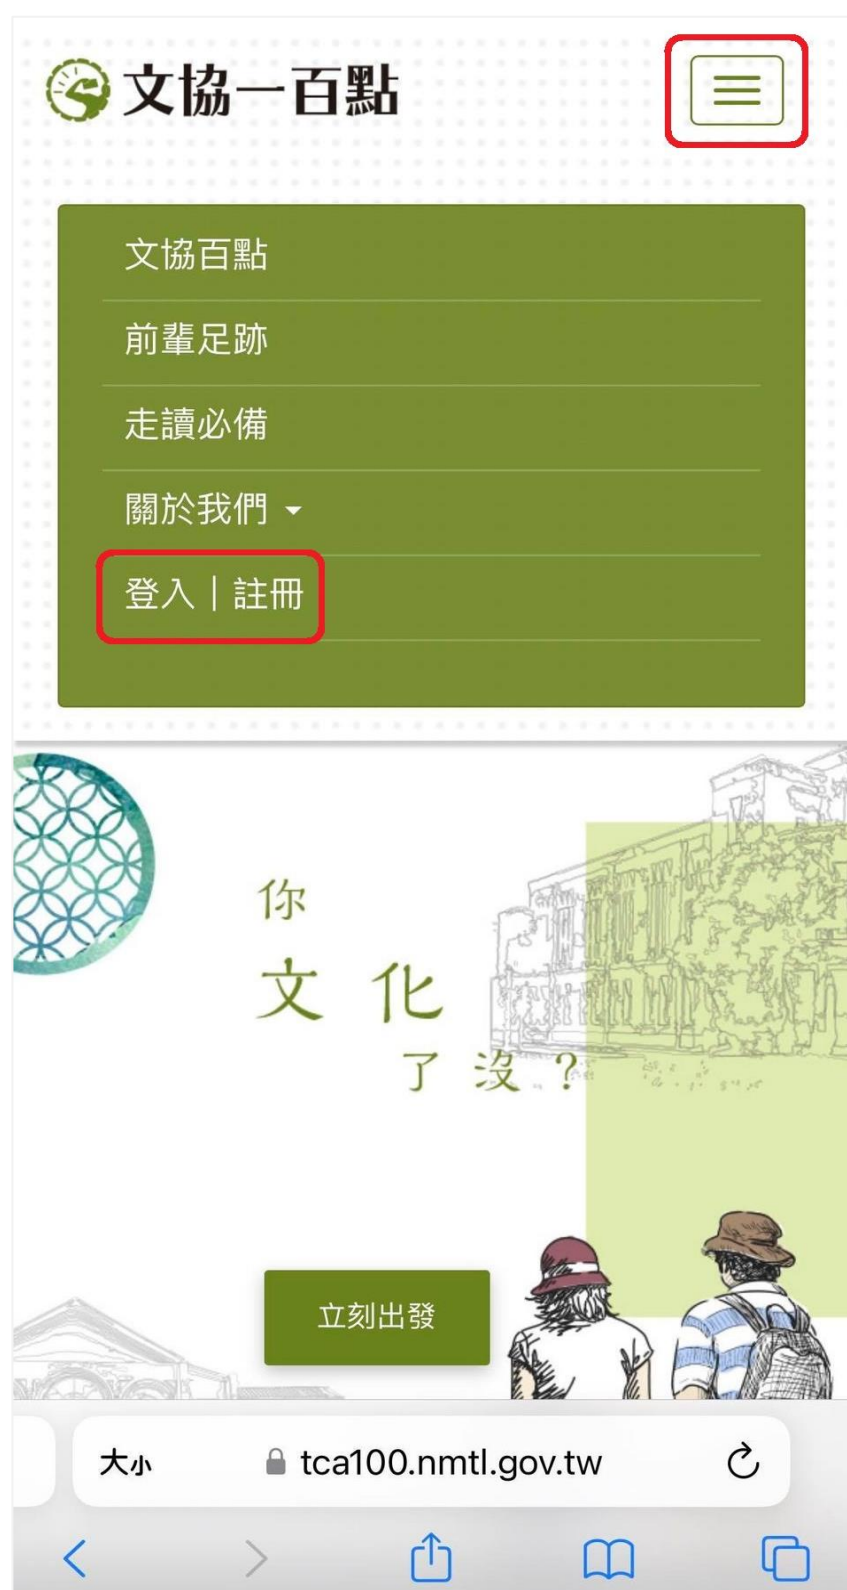 文協一百點
文協百點
前輩足跡
走讀必備
關於我們
登入｜註冊
你
文化
了沒？
立刻出發
大小 tca100.nmtl.gov.tw